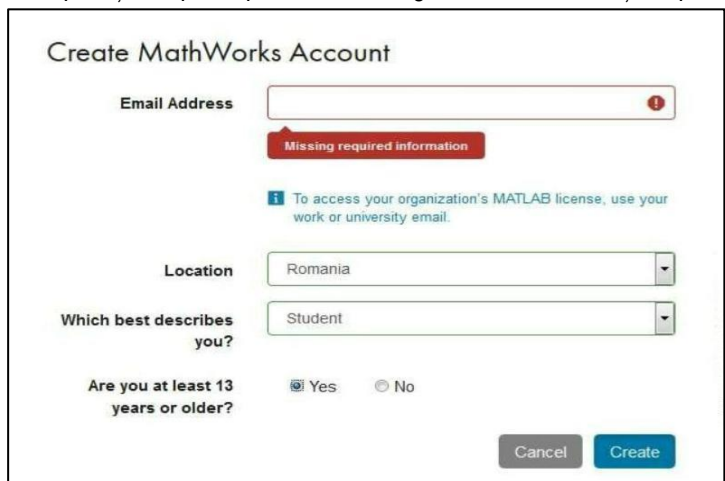 Create MathWorks Account
Email Address
Missing required information
To access your organization's MATLAB license, use your
work or university email.
Location
Romania
Which best describes
you?
Student
Are you at least 13
years or older?
Yes
No
Cancel
Create